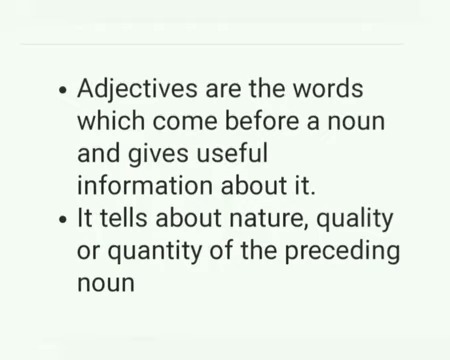 • Adjectives are the words
which come before a noun
and gives useful
information about it.
• It tells about nature, quality
or quantity of the preceding
noun